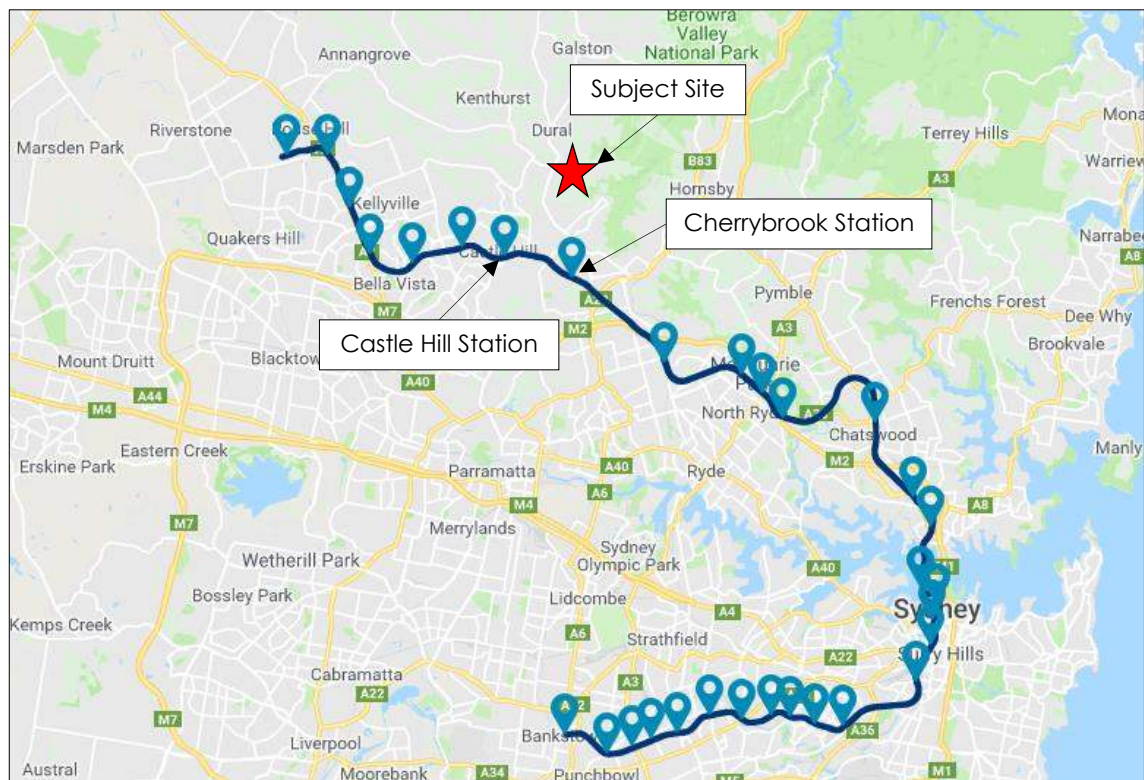 Berowra
Valley
National Park
Annangrove
Galston
Subject Site
Kenthurst
Riverstone
Dural
Marsden Park
Terrey Hills
B83
A3
Hornsby
Kellyville
Cherrybrook Station
Quakers Hill
Narrabee
A8
Bella Vista
M7
Pymble
Frenchs Forest
M2
A3
Dee Why
Castle Hill Station
Mount Druitt
Brookvale
A40
A44
M4
North Ryde
Chatswood
Eastern Creek
Manly
Erskine Park
Parramatta
A40
Ryde
M2
A6
M4
A8
M7
Merrylands
Wetherill Park
Sydney
Olympic Park
A40
Bossley Park
Lidcombe
A4
Sydney
Kemps Creek
A6
Strathfield
Cabramatta
A22
Surry Hills
A22
A3
M7
A36
Liverpool
Austral
Moorebank
A34
Punchbowl
M5
M1